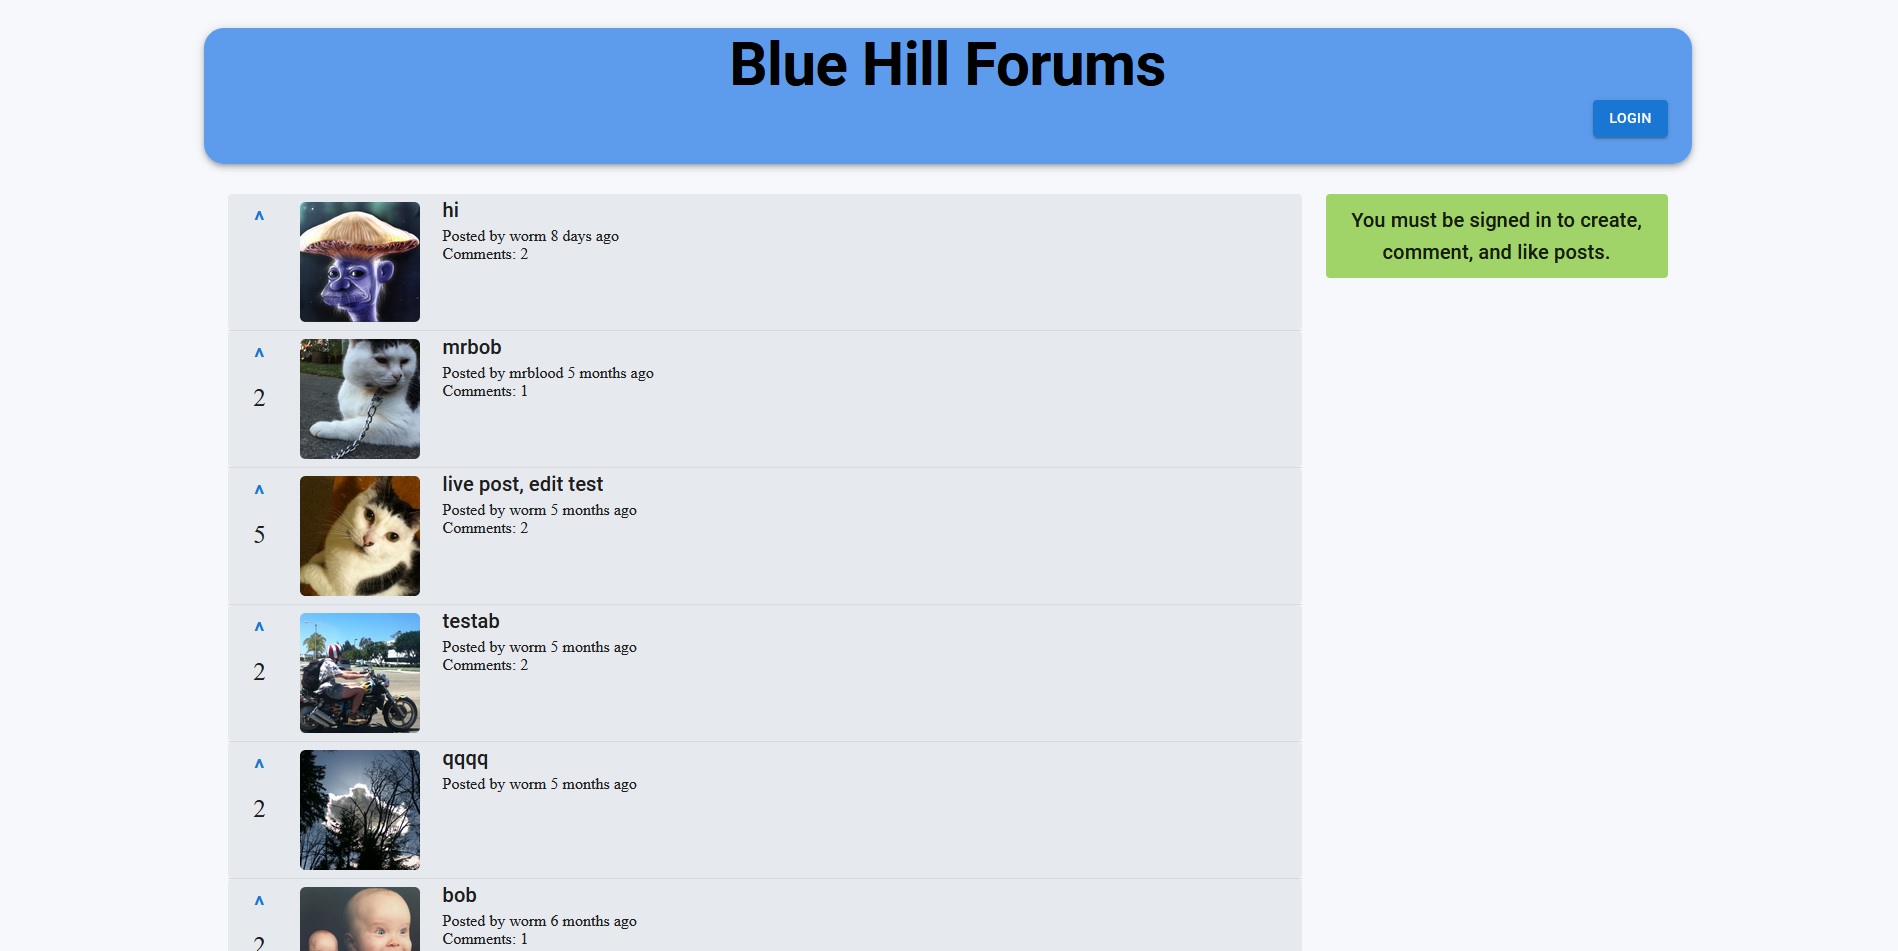 Blue Hill Forums
LOGIN
^
hi
Posted by worm 8 days ago
Comments: 2
You must be signed in to create,
comment, and like posts.
^
2
mrbob
Posted by mrblood 5 months ago
Comments: 1
^
5
live post, edit test
Posted by worm 5 months ago
Comments: 2
^
2
testab
Posted by worm 5 months ago
Comments: 2
^
2
qqqq
Posted by worm 5 months ago
^
2
bob
Posted by worm 6 months ago
Comments: 1